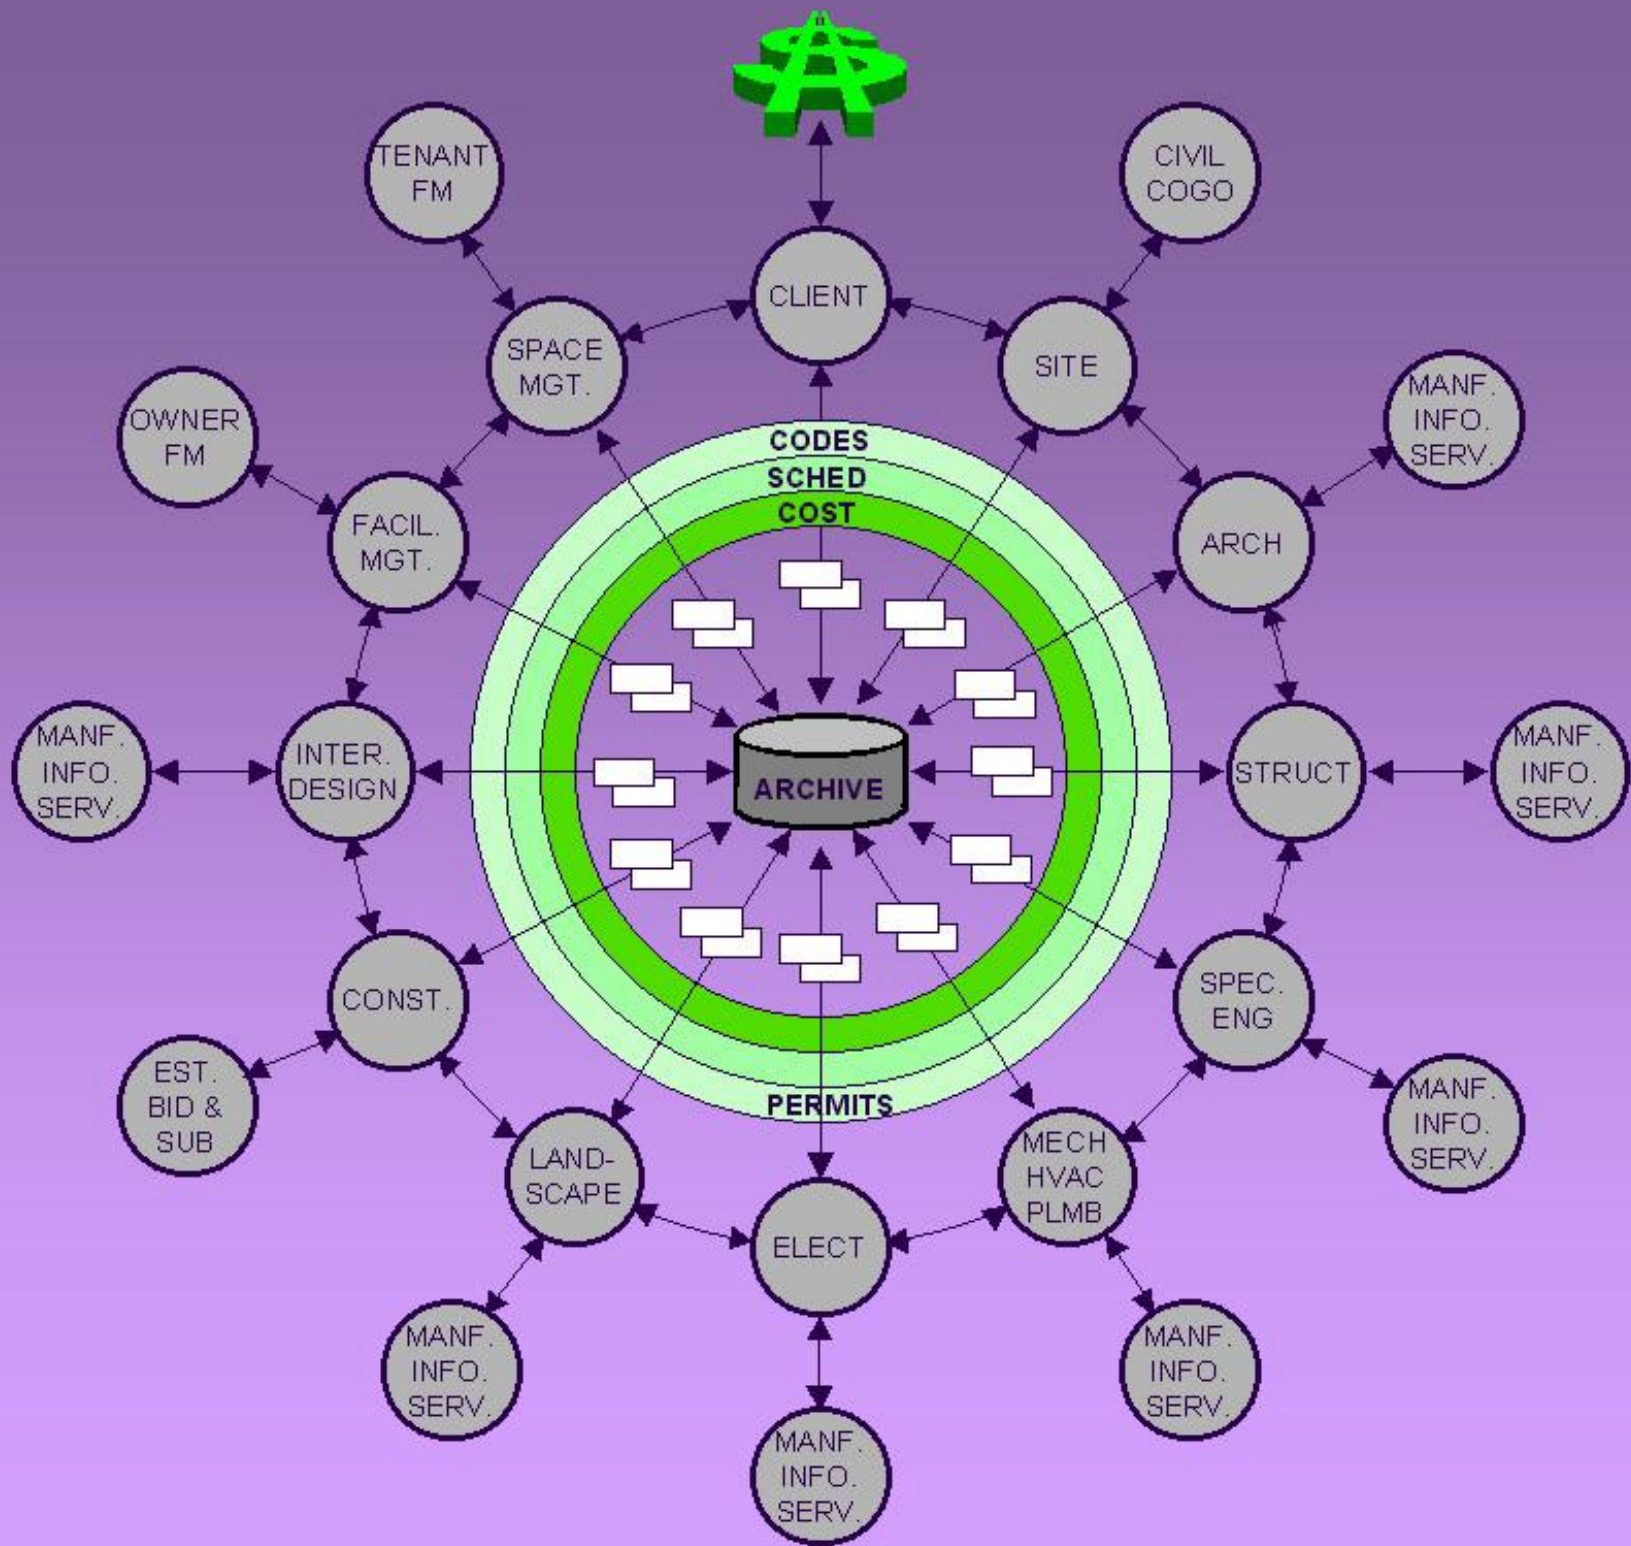 TENANT
FM
CIVIL
COGO
CLIENT
SPACE
MGT.
SITE
MANF.
INFO.
SERV.
OWNER
FM
CODES
SCHED
COST
FACIL.
MGT.
ARCH
MANF.
INFO.
SERV.
INTER.
DESIGN
ARCHIVE
STRUCT
MANF.
INFO.
SERV.
CONST.
SPEC.
ENG
EST.
BID &
SUB
PERMITS
MANF.
INFO.
SERV.
LAND-
SCAPE
MECH
HVAC
PLMB
ELECT
MANF.
INFO.
SERV.
MANF.
INFO.
SERV.
MANF.
INFO.
SERV.